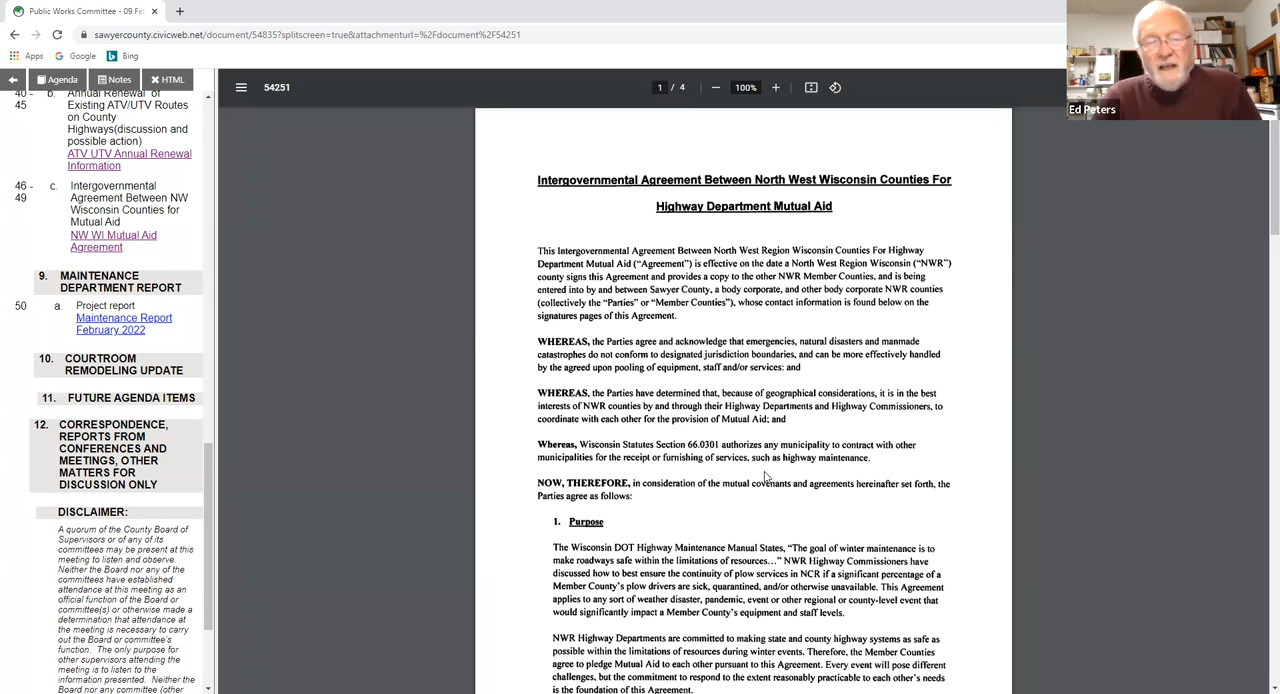 Public Works Committee - 09 Fe
sawyercounty.civicweb.net/document/54835?splitscreen=true&attachmenturl=%2Fdocument%2F54251
Apps
Google
Bing
Ed Peters
Agenda
Notes
HTML
54251
1 / 4
100%
40 - b. Annual Renewal of
45 Existing ATV/UTV Routes
on County
Highways(discussion and
possible action)
ATV UTV Annual Renewal
Information
46 - c. Intergovernmental
49 Agreement Between NW
Wisconsin Counties for
Mutual Aid
NW WI Mutual Aid
Agreement
9. MAINTENANCE
DEPARTMENT REPORT
50 a. Project report
Maintenance Report
February 2022
10. COURTROOM
REMODELING UPDATE
11. FUTURE AGENDA ITEMS
12. CORRESPONDENCE,
REPORTS FROM
CONFERENCES AND
MEETINGS, OTHER
MATTERS FOR
DISCUSSION ONLY
DISCLAIMER:
A quorum of the County Board of
Supervisors or of any of its
committees may be present at this
meeting to listen and observe.
Neither the Board nor any of the
committees have established
attendance at this meeting as an
official function of the Board or
committee(s) or otherwise made a
determination that attendance at
the meeting is necessary to carry
out the Board or committee's
function. The only purpose for
other supervisors attending the
meeting is to listen to the
information presented. Neither the
Board nor any committee (other
Intergovernmental Agreement Between North West Wisconsin Counties For
Highway Department Mutual Aid
This Intergovernmental Agreement Between North West Region Wisconsin Counties For Highway
Department Mutual Aid (“Agreement”) is effective on the date a North West Region Wisconsin (“NWR”)
county signs this Agreement and provides a copy to the other NWR Member Counties, and is being
entered into by and between Sawyer County, a body corporate, and other body corporate NWR counties
(collectively the “Parties” or “Member Counties”), whose contact information is found below on the
signatures pages of this Agreement.
WHEREAS, the Parties agree and acknowledge that emergencies, natural disasters and manmade
catastrophes do not conform to designated jurisdiction boundaries, and can be more effectively handled
by the agreed upon pooling of equipment, staff and/or services: and
WHEREAS, the Parties have determined that, because of geographical considerations, it is in the best
interests of NWR counties by and through their Highway Departments and Highway Commissioners, to
coordinate with each other for the provision of Mutual Aid; and
Whereas, Wisconsin Statutes Section 66.0301 authorizes any municipality to contract with other
municipalities for the receipt or furnishing of services, such as highway maintenance.
NOW, THEREFORE, in consideration of the mutual covenants and agreements hereinafter set forth, the
Parties agree as follows:
1. Purpose
The Wisconsin DOT Highway Maintenance Manual States, “The goal of winter maintenance is to
make roadways safe within the limitations of resources…” NWR Highway Commissioners have
discussed how to best ensure the continuity of plow services in NCR if a significant percentage of a
Member County’s plow drivers are sick, quarantined, and/or otherwise unavailable. This Agreement
applies to any sort of weather disaster, pandemic, event or other regional or county-level event that
would significantly impact a Member County’s equipment and staff levels.
NWR Highway Departments are committed to making state and county highway systems as safe as
possible within the limitations of resources during winter events. Therefore, the Member Counties
agree to pledge Mutual Aid to each other pursuant to this Agreement. Every event will pose different
challenges, but the commitment to respond to the extent reasonably practicable to each other’s needs
is the foundation of this Agreement.